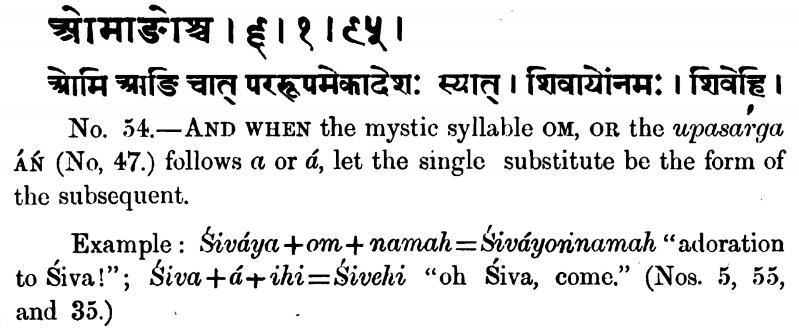 ओमाङोश्च । ६ । १ । ९५ ।
ओमि आङि चात् पररूपमेकादेशः स्यात् । शिवायोंनमः । शिवेहि ।
No. 54.—AND WHEN the mystic syllable OM, OR the upasarga
ÁŃ (No, 47.) follows a or á, let the single substitute be the form of
the subsequent.
Example : Śiváya+om+namah=Śiváyoṅnamah “adoration
to Śiva!”; Śiva+á+ihi=Śivehi “oh Śiva, come.” (Nos. 5, 55,
and 35.)